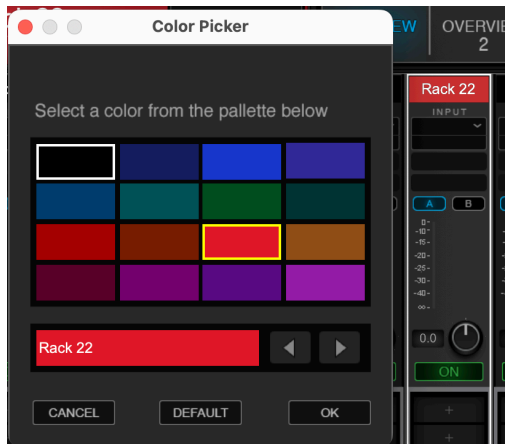 Color Picker
Select a color from the pallette below
Rack 22
CANCEL
DEFAULT
OK
EW
OVERVIE
2
Rack 22
INPUT
A
B
0-
-10-
-15-
-20-
-25-
-30-
-40-
∞-
0.0
ON
+
+